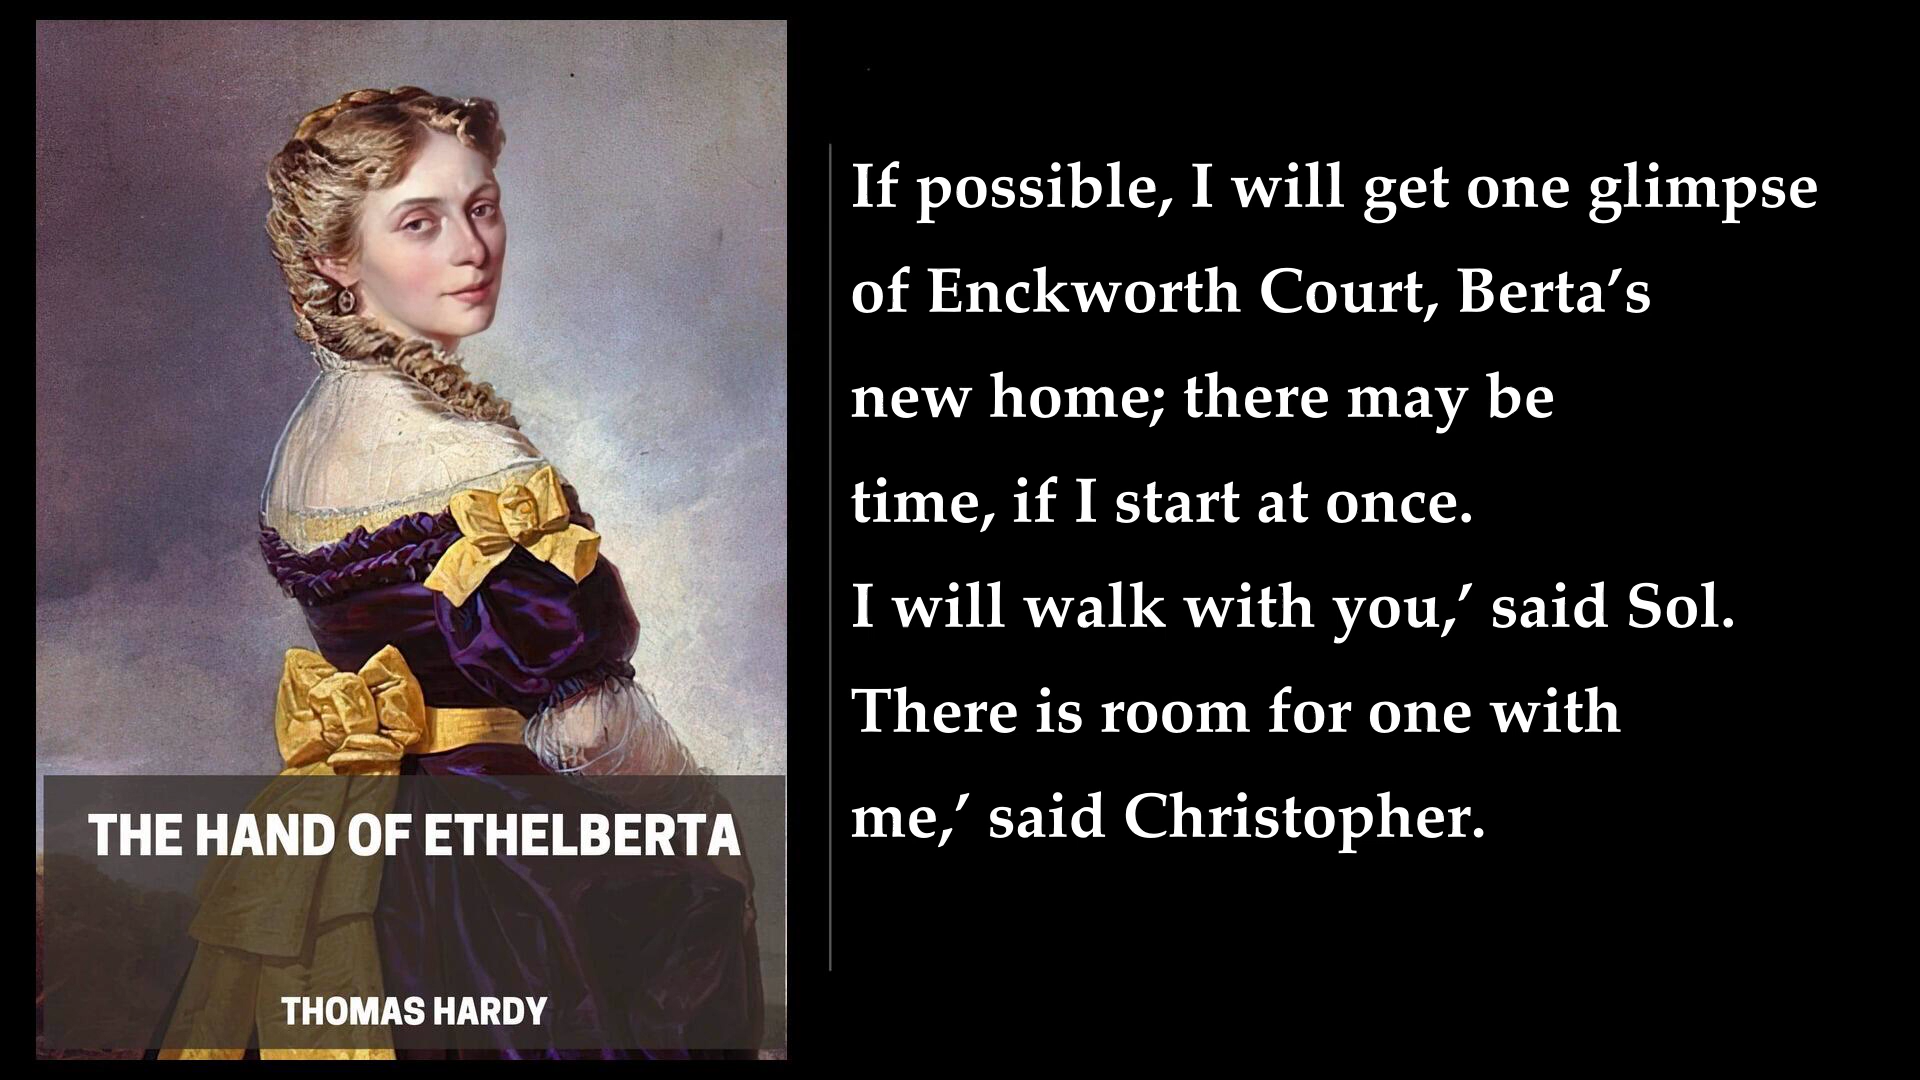 THE HAND OF ETHELBERTA
THOMAS HARDY
If possible, I will get one glimpse
of Enckworth Court, Berta’s
new home; there may be
time, if I start at once.
I will walk with you,’ said Sol.
There is room for one with
me,’ said Christopher.